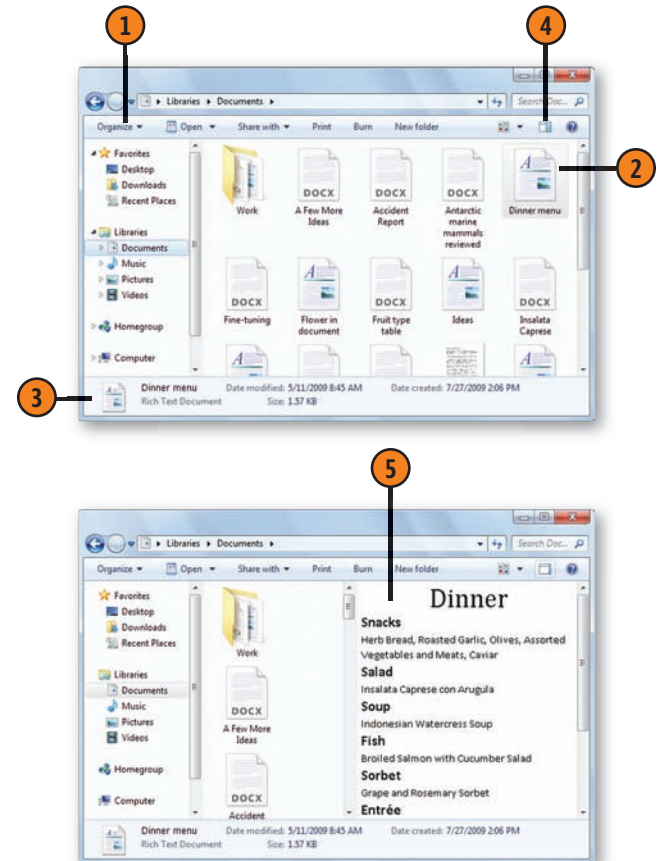 1
4
Libraries ▸ Documents ▸
Search Doc...
Organize Open Share with Print Burn New folder
2
Favorites
Desktop
Downloads
Recent Places
Libraries
Documents
Music
Pictures
Videos
Homegroup
Computer
Work
DOCX
A Few More
Ideas
DOCX
Accident
Report
DOCX
Antarctic
marine
mammals
reviewed
Dinner menu
DOCX
Fine-tuning
Flower in
document
DOCX
Fruit type
table
Ideas
DOCX
Insalata
Caprese
3
Dinner menu Date modified: 5/11/2009 8:45 AM Date created: 7/27/2009 2:06 PM
Rich Text Document Size: 1.57 KB
5
Libraries ▸ Documents ▸
Search Doc...
Organize Open Share with Print Burn New folder
Favorites
Desktop
Downloads
Recent Places
Libraries
Documents
Music
Pictures
Videos
Homegroup
Computer
Work
DOCX
A Few More
Ideas
DOCX
Accident
Dinner
Snacks
Herb Bread, Roasted Garlic, Olives, Assorted
Vegetables and Meats, Caviar
Salad
Insalata Caprese con Arugula
Soup
Indonesian Watercress Soup
Fish
Broiled Salmon with Cucumber Salad
Sorbet
Grape and Rosemary Sorbet
Entrée
Dinner menu Date modified: 5/11/2009 8:45 AM Date created: 7/27/2009 2:06 PM
Rich Text Document Size: 1.57 KB